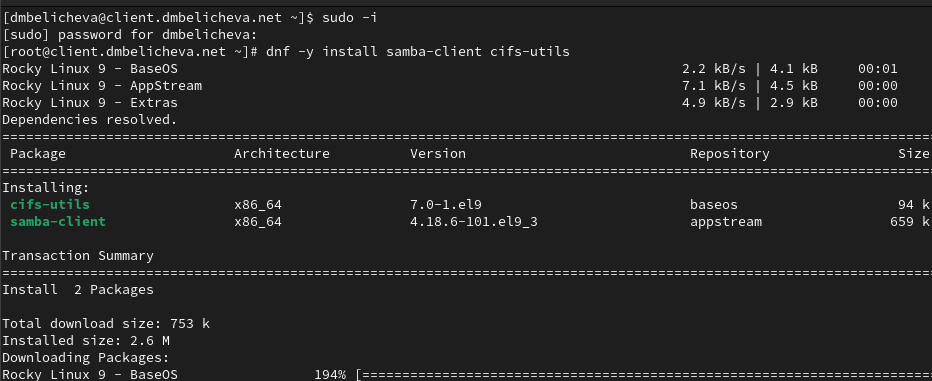 [dmbelicheva@client.dmbelicheva.net ~]$ sudo -i
[sudo] password for dmbelicheva:
[root@client.dmbelicheva.net ~]# dnf -y install samba-client cifs-utils
Rocky Linux 9 - BaseOS 2.2 kB/s | 4.1 kB 00:01
Rocky Linux 9 - AppStream 7.1 kB/s | 4.5 kB 00:00
Rocky Linux 9 - Extras 4.9 kB/s | 2.9 kB 00:00
Dependencies resolved.
=====================================================================================================================
Package Architecture Version Repository Size
=====================================================================================================================
Installing:
cifs-utils x86_64 7.0-1.el9 baseos 94 k
samba-client x86_64 4.18.6-101.el9_3 appstream 659 k
Transaction Summary
=====================================================================================================================
Install 2 Packages
Total download size: 753 k
Installed size: 2.6 M
Downloading Packages:
Rocky Linux 9 - BaseOS 194% [========================================================================